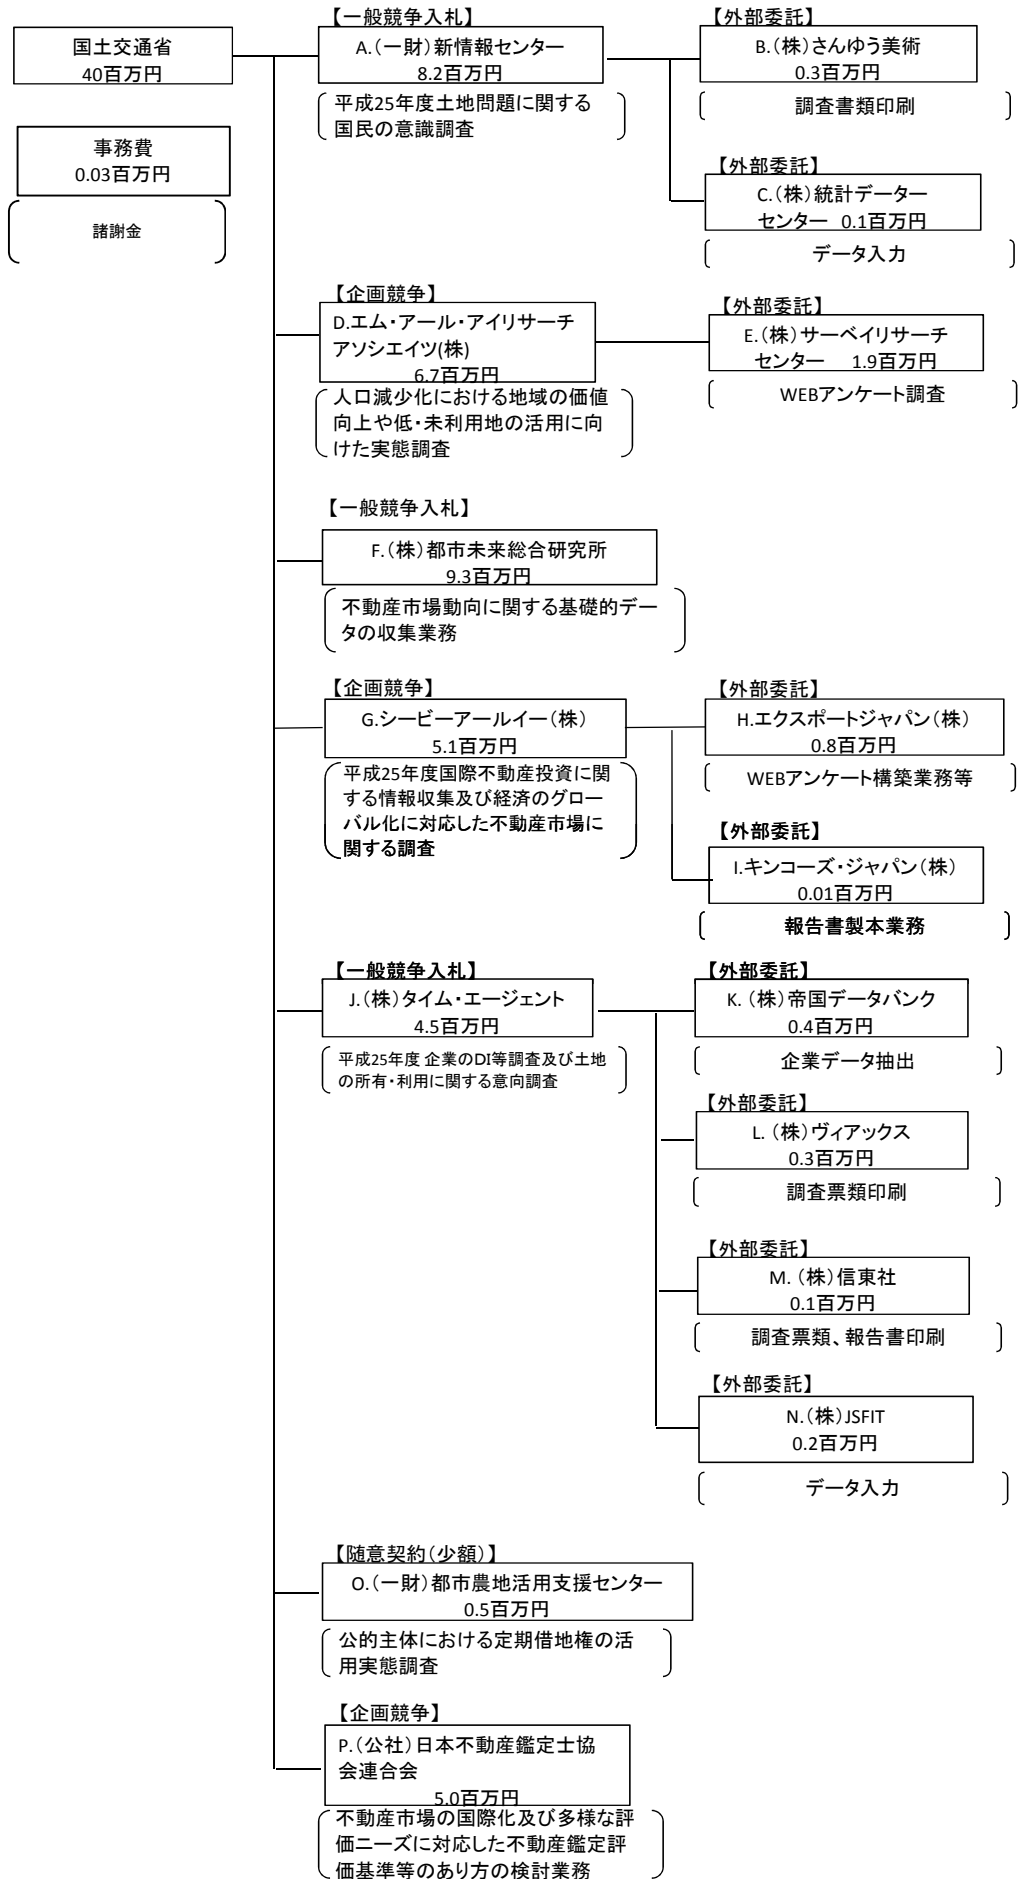 国土交通省
40百万円
事務費
0.03百万円
諸謝金
【一般競争入札】
A.(一財)新情報センター
8.2百万円
平成25年度土地問題に関する
国民の意識調査
【外部委託】
B.(株)さんゆう美術
0.3百万円
調査書類印刷
【外部委託】
C.(株)統計データー
センター 0.1百万円
データ入力
【企画競争】
D.エム・アール・アイリサーチ
アソシエイツ(株)
6.7百万円
人口減少化における地域の価値
向上や低・未利用地の活用に向
けた実態調査
【外部委託】
E.(株)サーベイリサーチ
センター 1.9百万円
WEBアンケート調査
【一般競争入札】
F.(株)都市未来総合研究所
9.3百万円
不動産市場動向に関する基礎的デー
タの収集業務
【企画競争】
G.シービーアールイー(株)
5.1百万円
平成25年度国際不動産投資に関
する情報収集及び経済のグロー
バル化に対応した不動産市場に
関する調査
【外部委託】
H.エクスポートジャパン(株)
0.8百万円
WEBアンケート構築業務等
【外部委託】
I.キンコーズ・ジャパン(株)
0.01百万円
報告書製本業務
【一般競争入札】
J.(株)タイム・エージェント
4.5百万円
平成25年度 企業のDI等調査及び土地
の所有・利用に関する意向調査
【外部委託】
K. (株)帝国データバンク
0.4百万円
企業データ抽出
【外部委託】
L. (株)ヴィアックス
0.3百万円
調査票類印刷
【外部委託】
M. (株)信東社
0.1百万円
調査票類、報告書印刷
【外部委託】
N.(株)JSFIT
0.2百万円
データ入力
【随意契約(少額)】
O.(一財)都市農地活用支援センター
0.5百万円
公的主体における定期借地権の活
用実態調査
【企画競争】
P.(公社)日本不動産鑑定士協
会連合会
5.0百万円
不動産市場の国際化及び多様な評
価ニーズに対応した不動産鑑定評
価基準等のあり方の検討業務